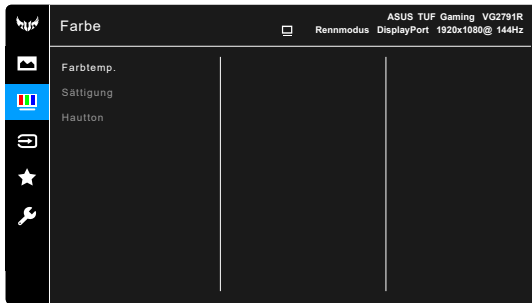 Farbe
ASUS TUF Gaming VG2791R
Rennmodus DisplayPort 1920x1080@ 144Hz
Farbtemp.
Sättigung
Hautton